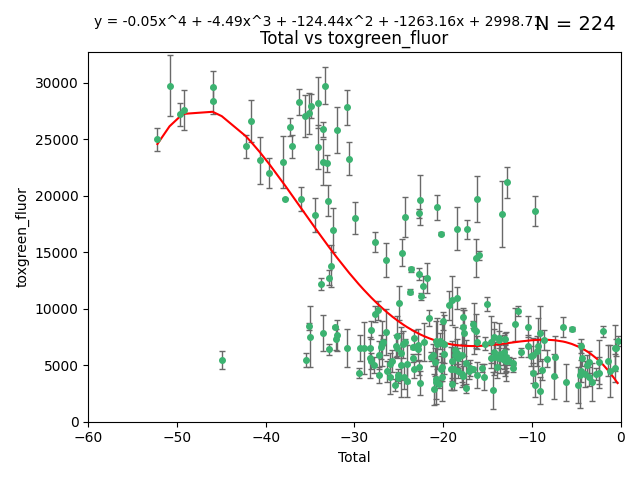 y = -0.05x^4 + -4.49x^3 + -124.44x^2 + -1263.16x + 2998.71
N = 224
Total vs toxgreen_fluor
toxgreen_fluor
30000
25000
20000
15000
10000
5000
0
−60 −50 −40 −30 −20 −10 0
Total